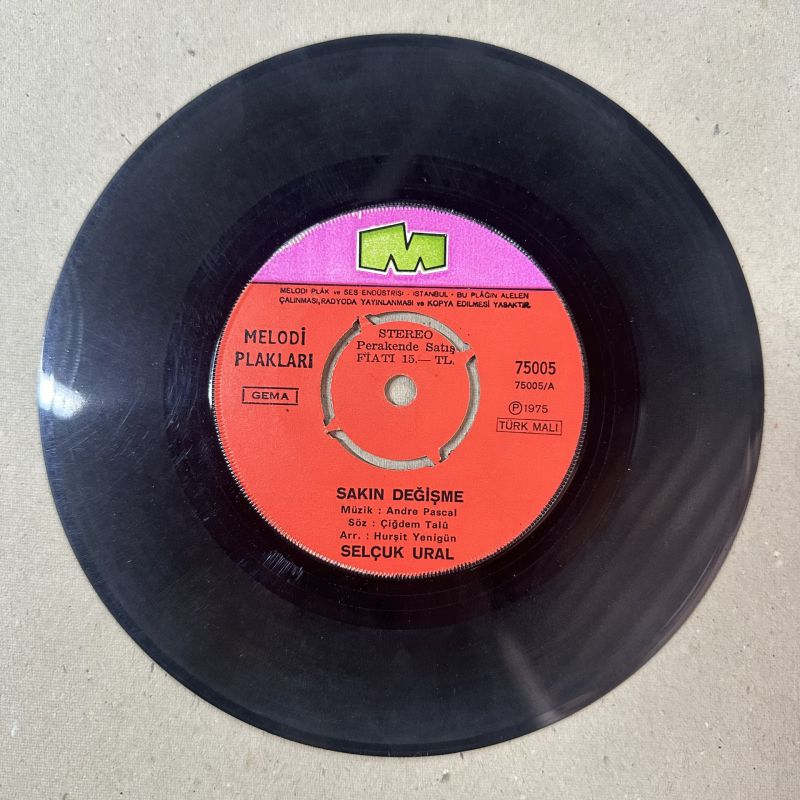 M
MELODİ PLÂK ve SES ENDÜSTRİSİ - İSTANBUL - BU PLÂĞIN ALELEN
ÇALINMASI, RADYODA YAYINLANMASI ve KOPYA EDİLMESİ YASAKTIR.
MELODİ
PLAKLARI
GEMA
STEREO
Perakende Satış
FİATI 15.— TL.
75005
75005/A
Ⓟ 1975
TÜRK MALI
SAKIN DEĞİŞME
Müzik : Andre Pascal
Söz : Çiğdem Talû
Arr. : Hurşit Yenigün
SELÇUK URAL